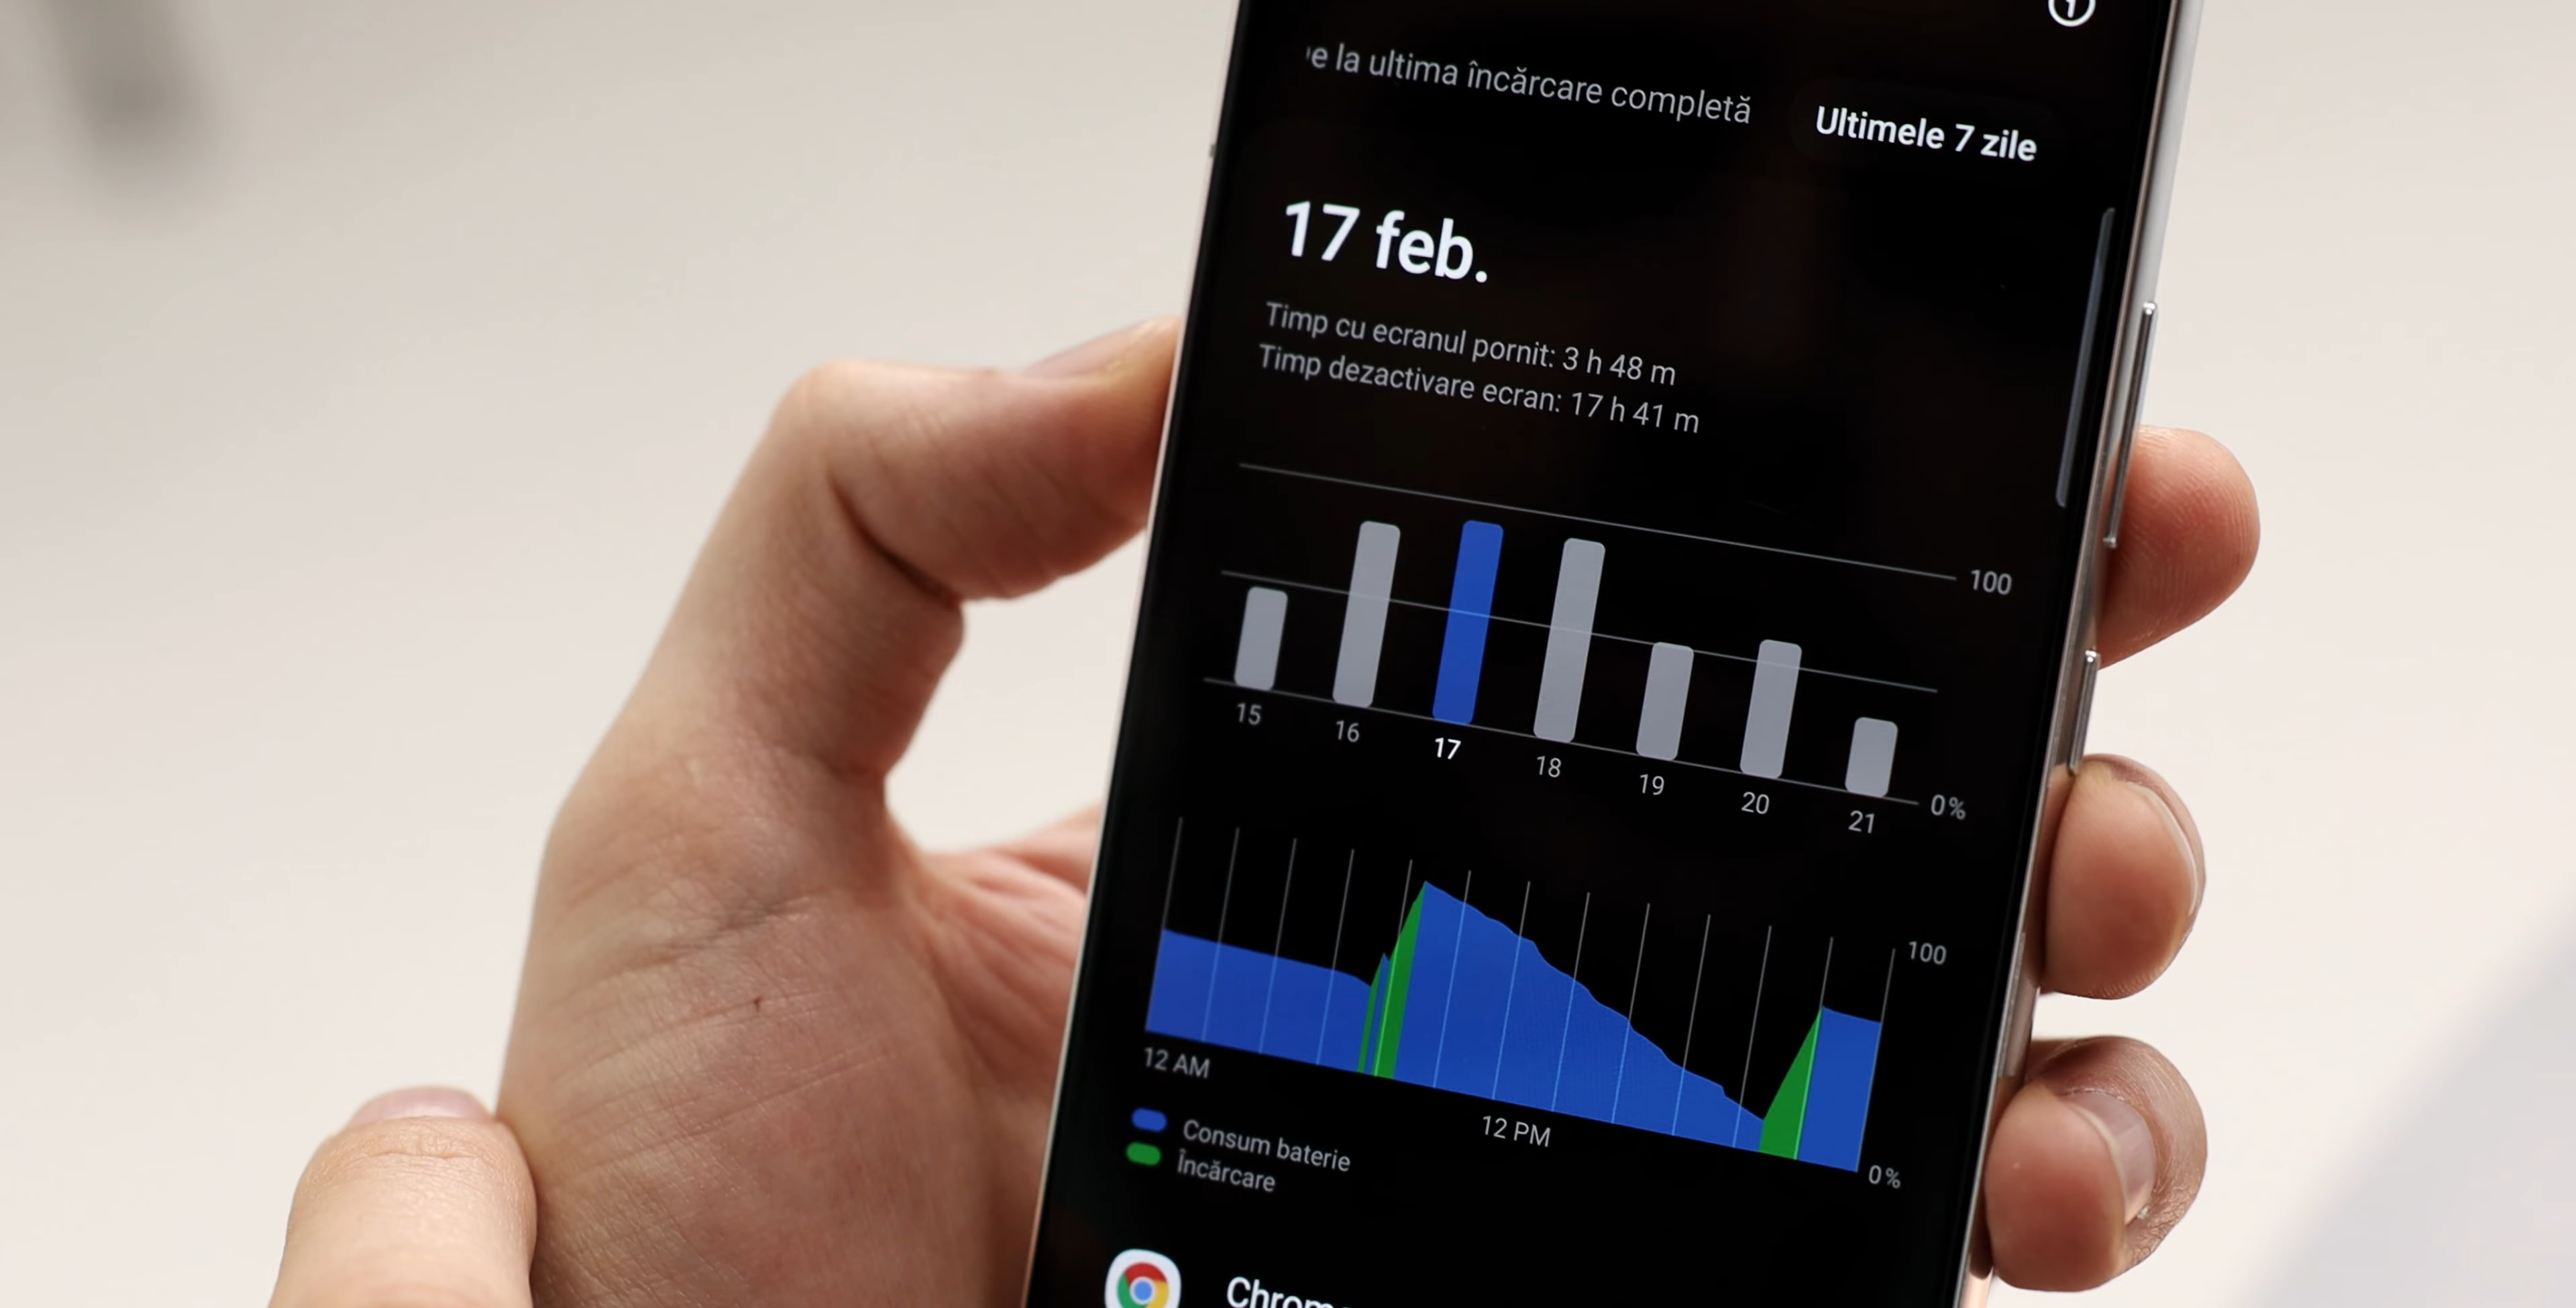 la ultima încărcare completă
Ultimele 7 zile
17 feb.
Timp cu ecranul pornit: 3 h 48 m
Timp dezactivare ecran: 17 h 41 m
100
0%
15 16 17 18 19 20 21
100
0%
12 AM
12 PM
Consum baterie
Încărcare